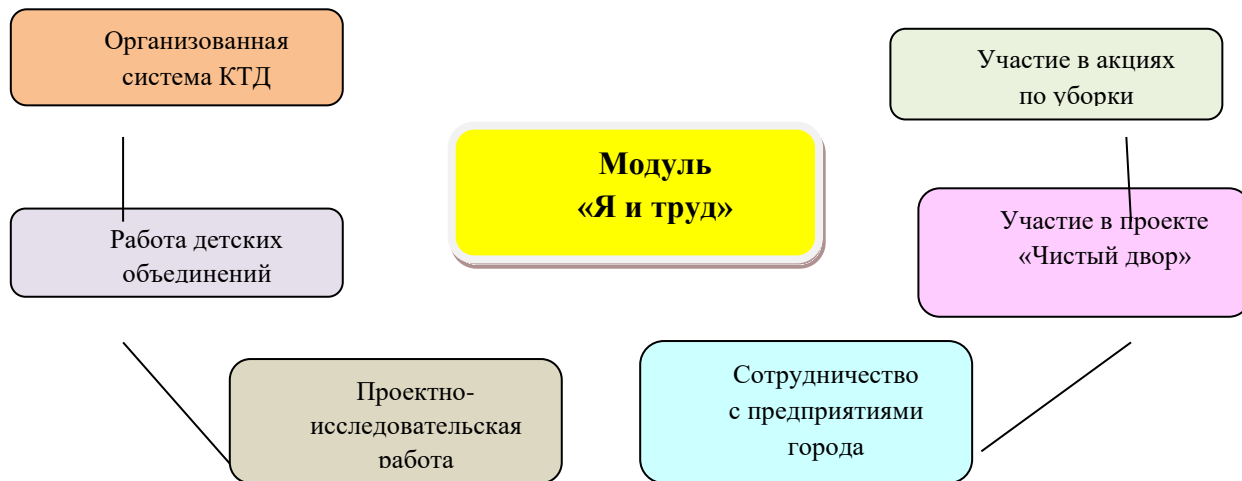 Организованная
система КТД
Участие в акциях
по уборки
Модуль
«Я и труд»
Работа детских
объединений
Участие в проекте
«Чистый двор»
Проектно-
исследовательская
работа
Сотрудничество
с предприятиями
города